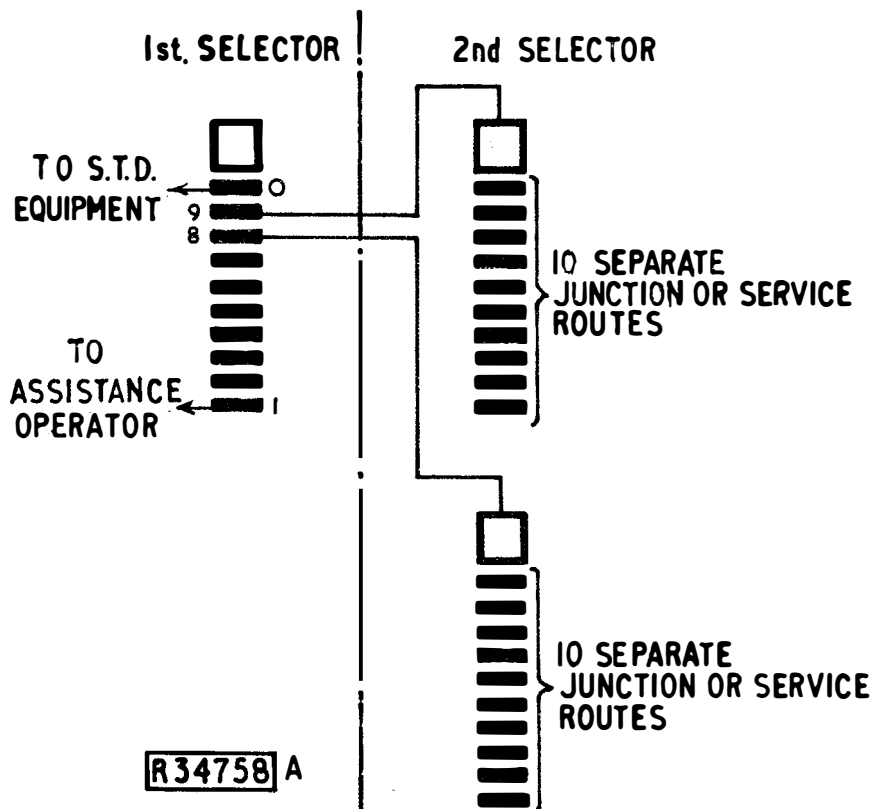 1st. SELECTOR
2nd SELECTOR
TO S.T.D.
EQUIPMENT
0
9
8
TO
ASSISTANCE
OPERATOR
1
10 SEPARATE
JUNCTION OR SERVICE
ROUTES
10 SEPARATE
JUNCTION OR SERVICE
ROUTES
R34758 A